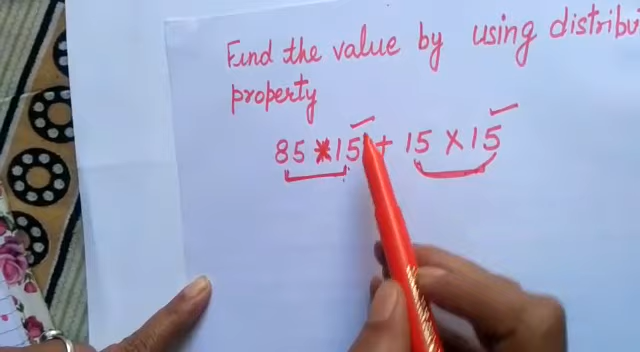 Find the value by using distribu
property
85 * 15 + 15 × 15